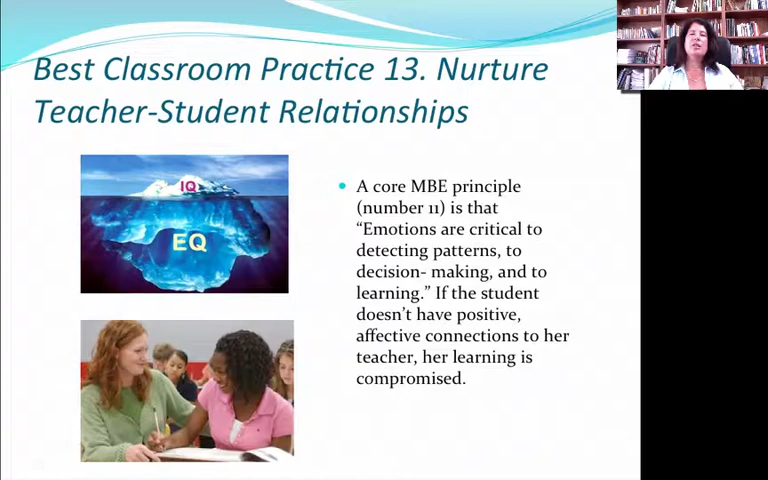 Best Classroom Practice 13. Nurture
Teacher-Student Relationships
IQ
EQ
A core MBE principle
(number 11) is that
“Emotions are critical to
detecting patterns, to
decision- making, and to
learning.” If the student
doesn’t have positive,
affective connections to her
teacher, her learning is
compromised.